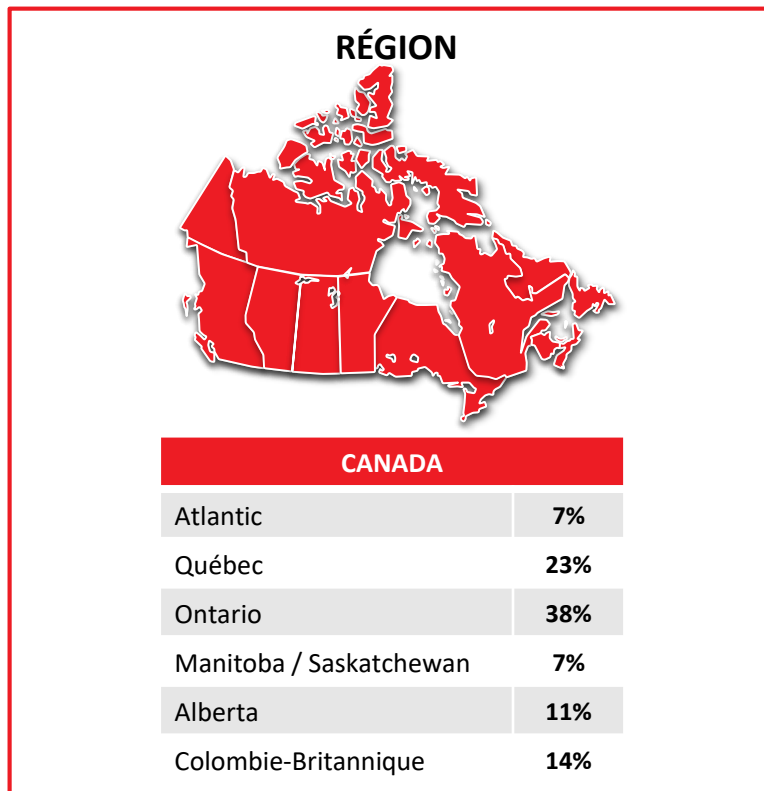 RÉGION
CANADA
Atlantic 7%
Québec 23%
Ontario 38%
Manitoba / Saskatchewan 7%
Alberta 11%
Colombie-Britannique 14%